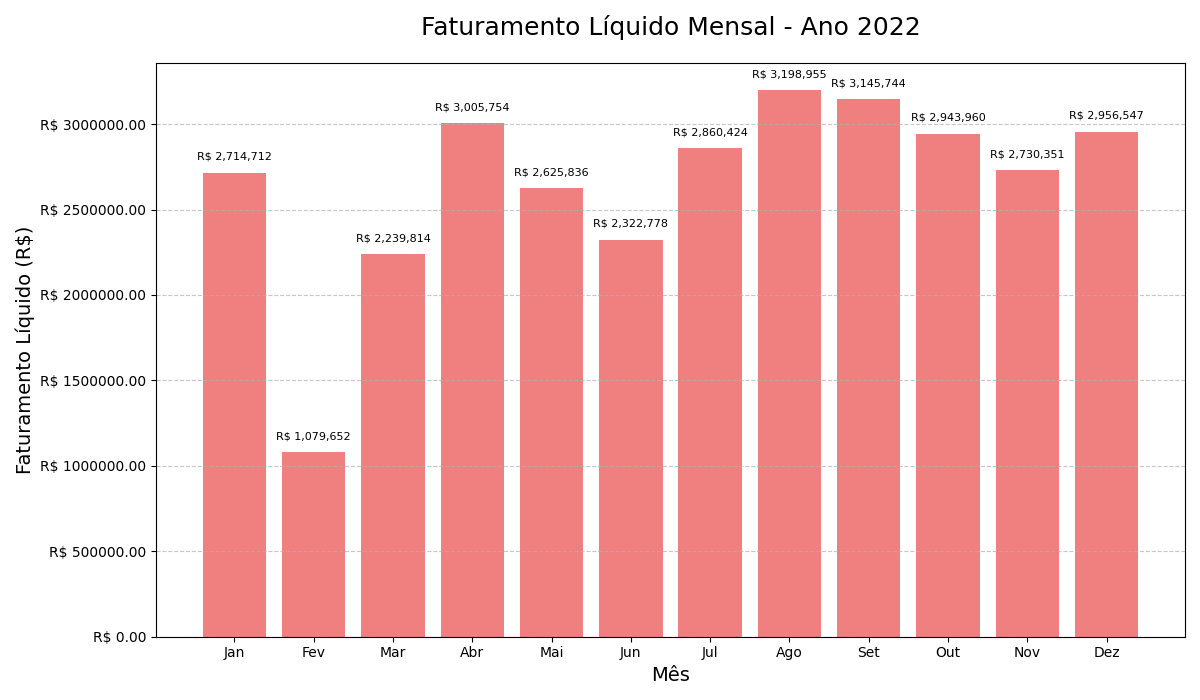 Faturamento Líquido Mensal - Ano 2022
Faturamento Líquido (R$)
R$ 3000000.00
R$ 2500000.00
R$ 2000000.00
R$ 1500000.00
R$ 1000000.00
R$ 500000.00
R$ 0.00
R$ 2,714,712
R$ 1,079,652
R$ 2,239,814
R$ 3,005,754
R$ 2,625,836
R$ 2,322,778
R$ 2,860,424
R$ 3,198,955
R$ 3,145,744
R$ 2,943,960
R$ 2,730,351
R$ 2,956,547
Jan Fev Mar Abr Mai Jun Jul Ago Set Out Nov Dez
Mês